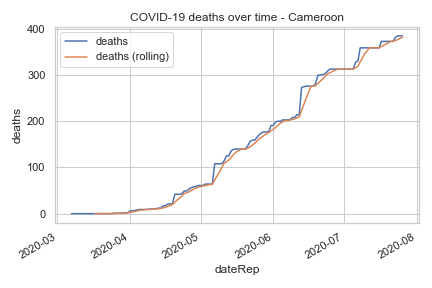 COVID-19 deaths over time - Cameroon
deaths
deaths (rolling)
400
300
200
100
0
deaths
2020-03
2020-04
2020-05
2020-06
2020-07
2020-08
dateRep